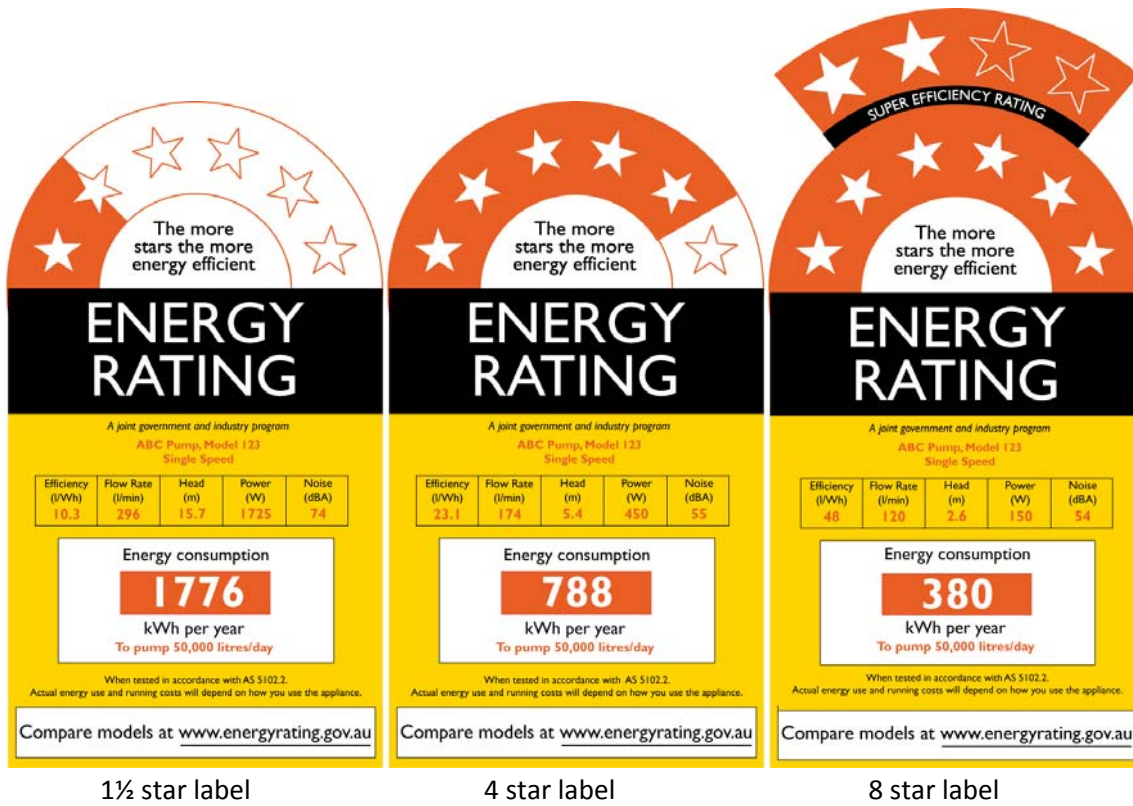 The more
stars the more
energy efficient
ENERGY
RATING
A joint government and industry program
ABC Pump, Model 123
Single Speed
Efficiency (l/Wh) Flow Rate (l/min) Head (m) Power (W) Noise (dBA)
10.3 296 15.7 1725 74
Energy consumption
1776
kWh per year
To pump 50,000 litres/day
When tested in accordance with AS 5102.2.
Actual energy use and running costs will depend on how you use the appliance.
Compare models at www.energyrating.gov.au
1½ star label
The more
stars the more
energy efficient
ENERGY
RATING
A joint government and industry program
ABC Pump, Model 123
Single Speed
Efficiency (l/Wh) Flow Rate (l/min) Head (m) Power (W) Noise (dBA)
23.1 174 5.4 450 55
Energy consumption
788
kWh per year
To pump 50,000 litres/day
When tested in accordance with AS 5102.2.
Actual energy use and running costs will depend on how you use the appliance.
Compare models at www.energyrating.gov.au
4 star label
SUPER EFFICIENCY RATING
The more
stars the more
energy efficient
ENERGY
RATING
A joint government and industry program
ABC Pump, Model 123
Single Speed
Efficiency (l/Wh) Flow Rate (l/min) Head (m) Power (W) Noise (dBA)
48 120 2.6 150 54
Energy consumption
380
kWh per year
To pump 50,000 litres/day
When tested in accordance with AS 5102.2.
Actual energy use and running costs will depend on how you use the appliance.
Compare models at www.energyrating.gov.au
8 star label